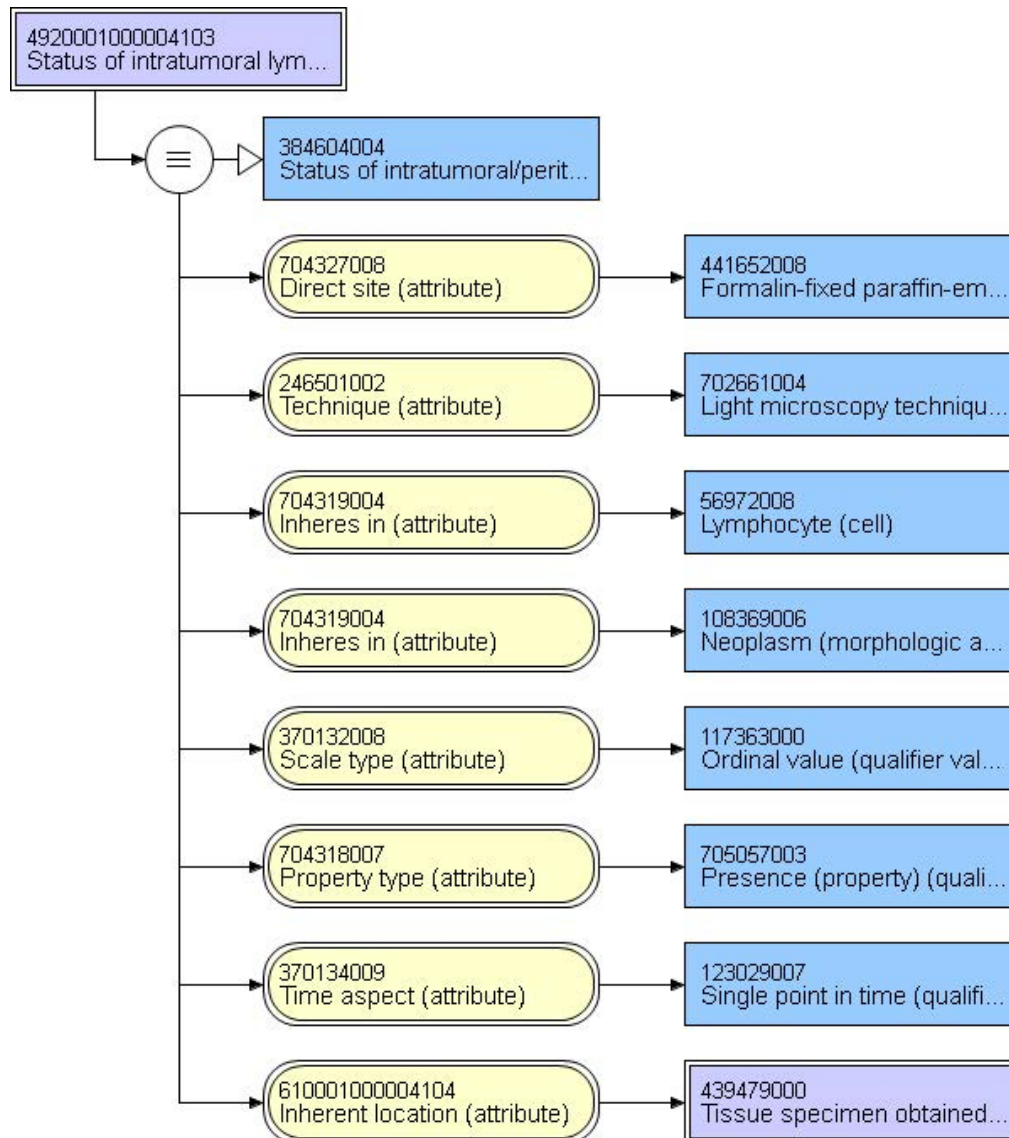 4920001000004103
Status of intratumoral lym...
384604004
Status of intratumoral/perit...
704327008
Direct site (attribute)
441652008
Formalin-fixed paraffin-em...
246501002
Technique (attribute)
702661004
Light microscopy techniqu...
704319004
Inheres in (attribute)
56972008
Lymphocyte (cell)
704319004
Inheres in (attribute)
108369006
Neoplasm (morphologic a...
370132008
Scale type (attribute)
117363000
Ordinal value (qualifier val...
704318007
Property type (attribute)
705057003
Presence (property) (quali...
370134009
Time aspect (attribute)
123029007
Single point in time (qualifi...
610001000004104
Inherent location (attribute)
439479000
Tissue specimen obtained...